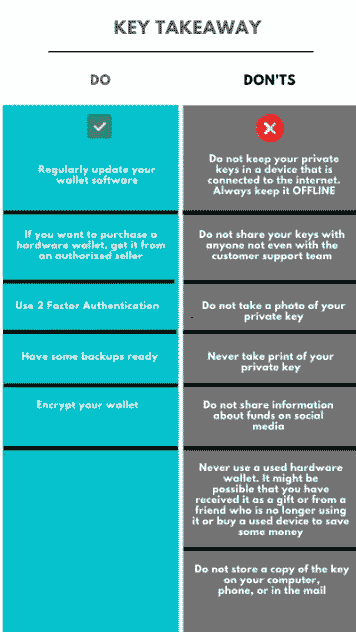 KEY TAKEAWAY
DO
Regularly update your
wallet software
If you want to purchase a
hardware wallet, get it from
an authorized seller
Use 2 Factor Authentication
Have some backups ready
Encrypt your wallet
DON'TS
Do not keep your private
keys in a device that is
connected to the internet.
Always keep it OFFLINE
Do not share your keys with
anyone not even with the
customer support team
Do not take a photo of your
private key
Never take print of your
private key
Do not share information
about funds on social
media
Never use a used hardware
wallet. It might be
possible that you have
received it as a gift or from a
friend who is no longer using
it or buy a used device to save
some money
Do not store a copy of the key
on your computer,
phone, or in the mail